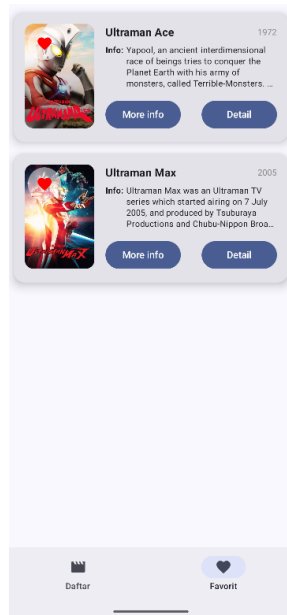 Ultraman Ace
1972
Info: Yapool, an ancient interdimensional
race of beings tries to conquer the
Planet Earth with his army of
monsters, called Terrible-Monsters. ...
More info
Detail
Ultraman Max
2005
Info: Ultraman Max was an Ultraman TV
series which started airing on 7 July
2005, and produced by Tsuburaya
Productions and Chubu-Nippon Broa...
ULTRAMAN MAX
More info
Detail
Daftar
Favorit